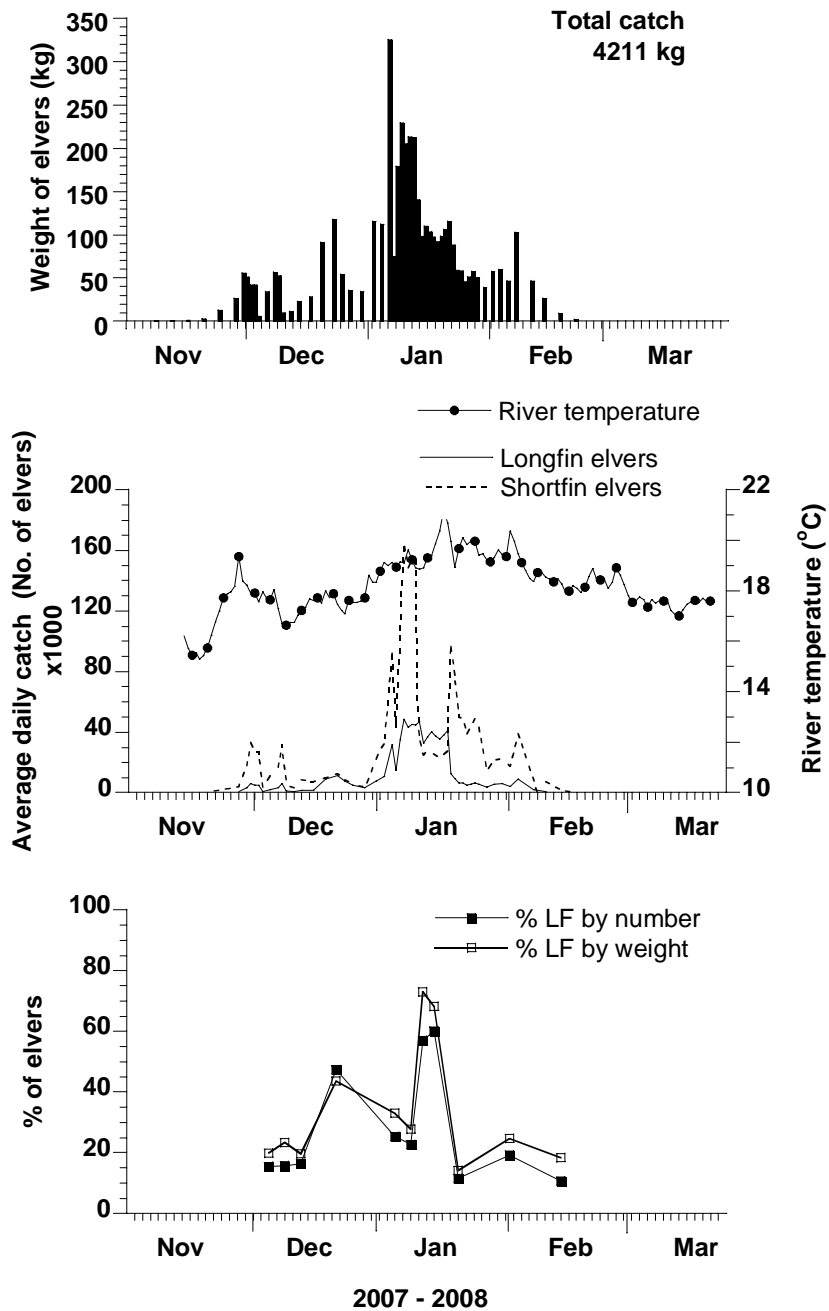 Total catch
4211 kg
Weight of elvers (kg)
350
300
250
200
150
100
50
0
Nov Dec Jan Feb Mar
River temperature
Longfin elvers
Shortfin elvers
Average daily catch (No. of elvers)
x1000
200
160
120
80
40
0
22
18
14
12
10
River temperature (°C)
Nov Dec Jan Feb Mar
% LF by number
% LF by weight
% of elvers
100
80
60
40
20
0
Nov Dec Jan Feb Mar
2007 - 2008